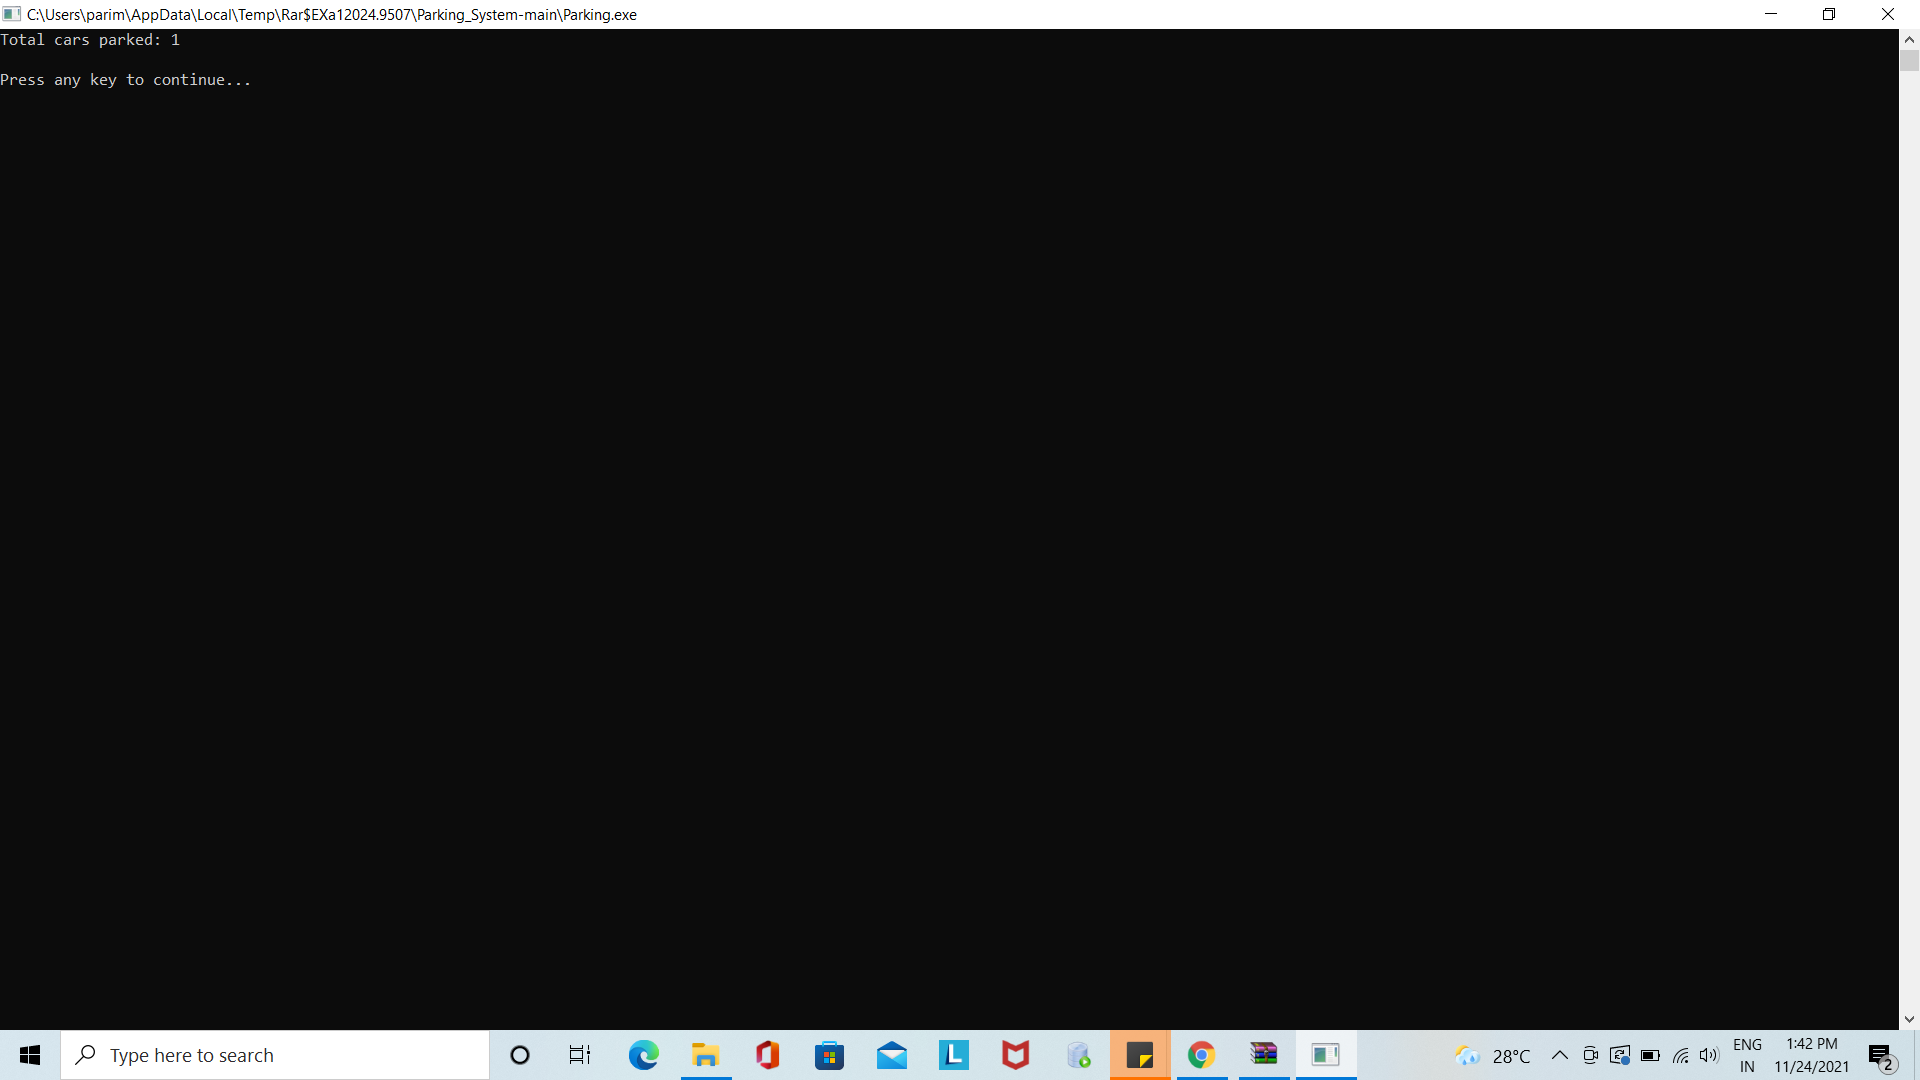 C:\Users\parim\AppData\Local\Temp\Rar$EXa12024.9507\Parking_System-main\Parking.exe
Total cars parked: 1
Press any key to continue...
Type here to search
L
28°C
ENG
IN
1:42 PM
11/24/2021
2